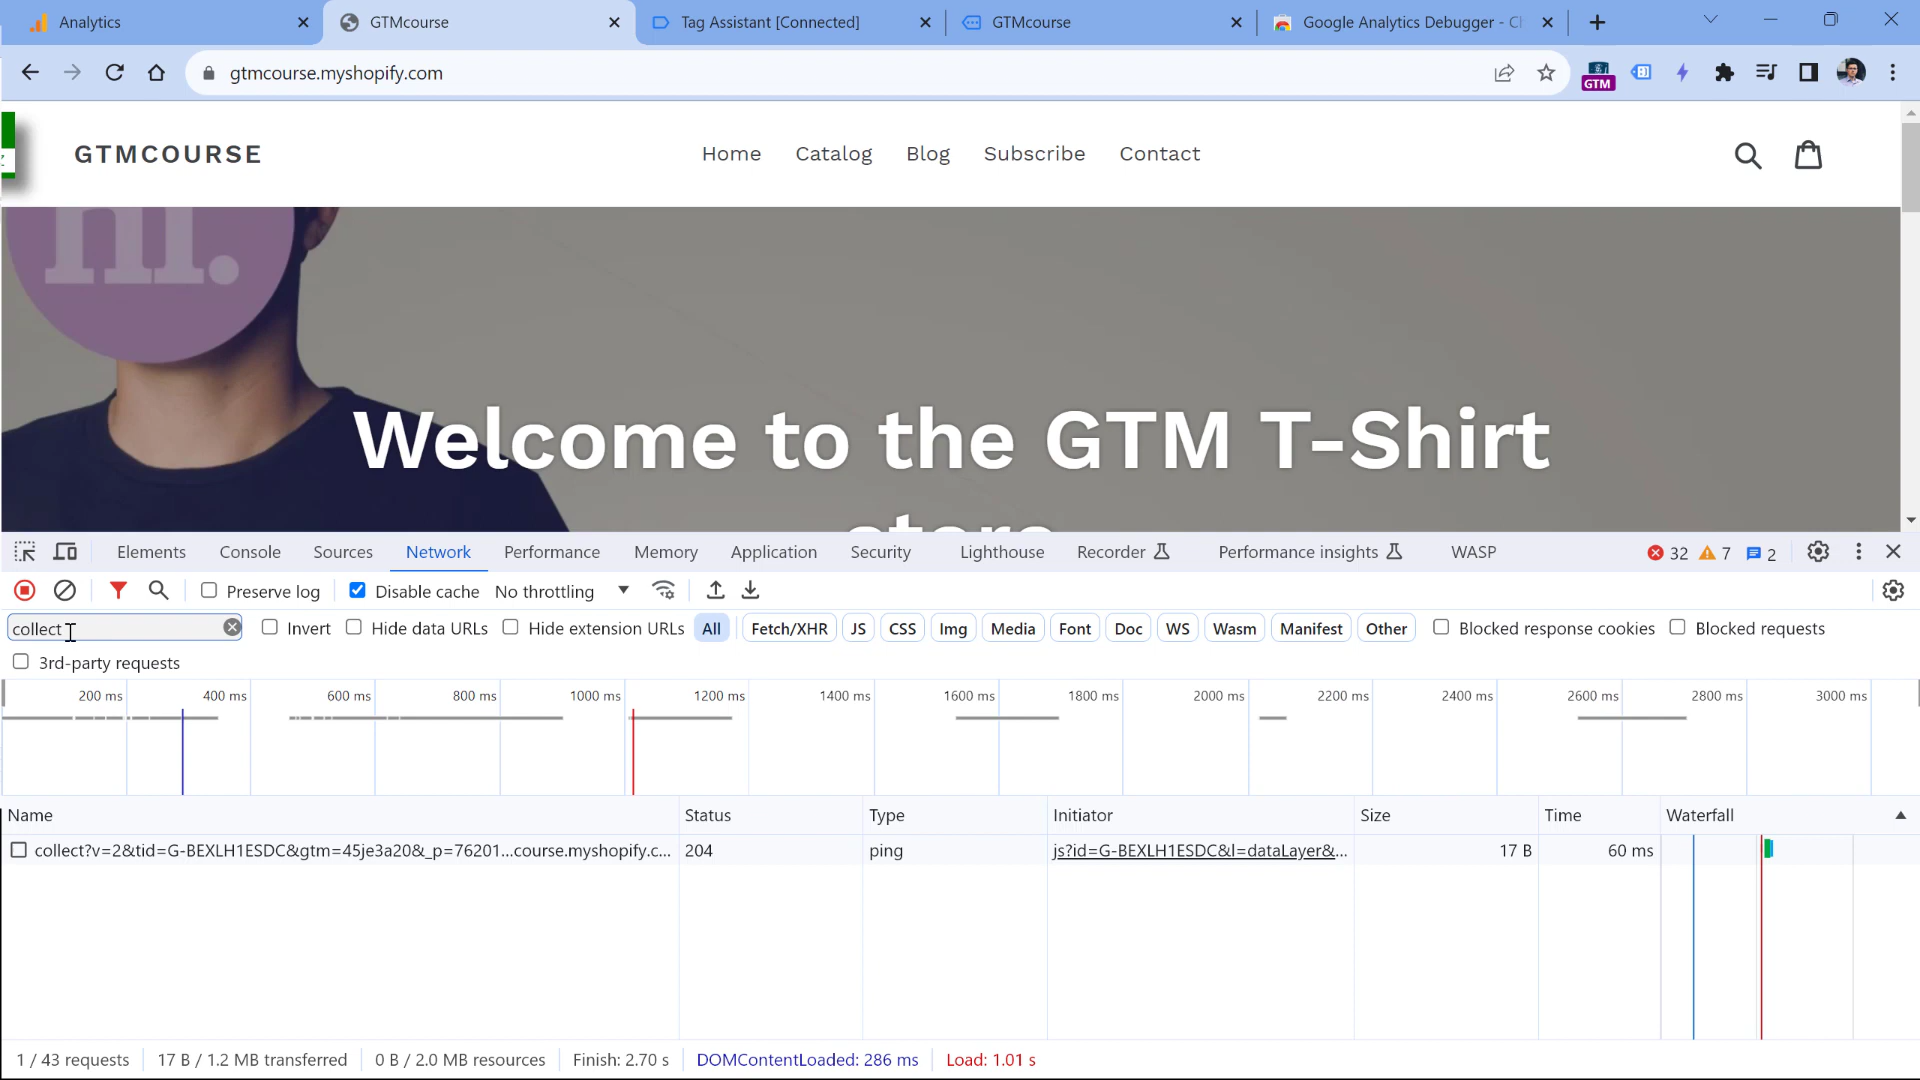 Analytics
GTMcourse
Tag Assistant [Connected]
GTMcourse
Google Analytics Debugger - Cl
gtmcourse.myshopify.com
GTM
GTMCOURSE
Home
Catalog
Blog
Subscribe
Contact
hi.
Welcome to the GTM T-Shirt
store
Elements
Console
Sources
Network
Performance
Memory
Application
Security
Lighthouse
Recorder
Performance insights
WASP
32
7
2
Preserve log
Disable cache
No throttling
collect
Invert
Hide data URLs
Hide extension URLs
All
Fetch/XHR
JS
CSS
Img
Media
Font
Doc
WS
Wasm
Manifest
Other
Blocked response cookies
Blocked requests
3rd-party requests
200 ms
400 ms
600 ms
800 ms
1000 ms
1200 ms
1400 ms
1600 ms
1800 ms
2000 ms
2200 ms
2400 ms
2600 ms
2800 ms
3000 ms
Name
Status
Type
Initiator
Size
Time
Waterfall
collect?v=2&tid=G-BEXLH1ESDC&gtm=45je3a20&_p=76201...course.myshopify.c...
204
ping
js?id=G-BEXLH1ESDC&l=dataLayer&...
17 B
60 ms
1 / 43 requests
17 B / 1.2 MB transferred
0 B / 2.0 MB resources
Finish: 2.70 s
DOMContentLoaded: 286 ms
Load: 1.01 s